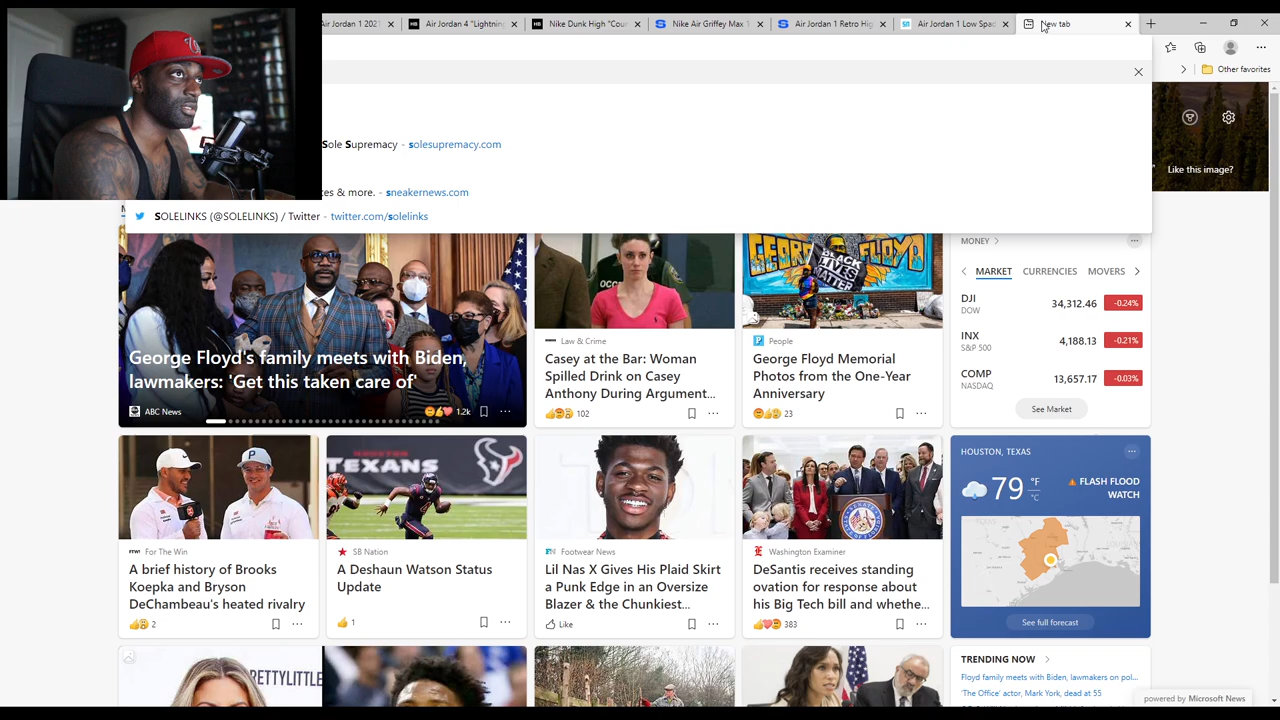 Air Jordan 1 2021
Air Jordan 4 "Lightnin
Nike Dunk High "Cou
Nike Air Griffey Max 1
Air Jordan 1 Retro Hig
Air Jordan 1 Low Spad
New tab
Other favorites
Sole Supremacy - solesupremacy.com
Like this image?
es & more. - sneakernews.com
SOLELINKS (@SOLELINKS) / Twitter - twitter.com/solelinks
George Floyd's family meets with Biden,
lawmakers: 'Get this taken care of'
ABC News
1.2k
BLACK
LIVES
MATTER
Law & Crime
Casey at the Bar: Woman
Spilled Drink on Casey
Anthony During Argument...
102
People
George Floyd Memorial
Photos from the One-Year
Anniversary
23
MONEY
MARKET CURRENCIES MOVERS
DJI 34,312.46 -0.24%
DOW
INX 4,188.13 -0.21%
S&P 500
COMP 13,657.17 -0.03%
NASDAQ
See Market
For The Win
A brief history of Brooks
Koepka and Bryson
DeChambeau's heated rivalry
2
TEXANS
SB Nation
A Deshaun Watson Status
Update
1
Footwear News
Lil Nas X Gives His Plaid Skirt
a Punk Edge in an Oversize
Blazer & the Chunkiest...
Like
Washington Examiner
DeSantis receives standing
ovation for response about
his Big Tech bill and whethe...
383
HOUSTON, TEXAS
79 °F
°C
FLASH FLOOD
WATCH
See full forecast
PRETTYLITTLE
TRENDING NOW
Floyd family meets with Biden, lawmakers on pol...
'The Office' actor, Mark York, dead at 55
powered by Microsoft News